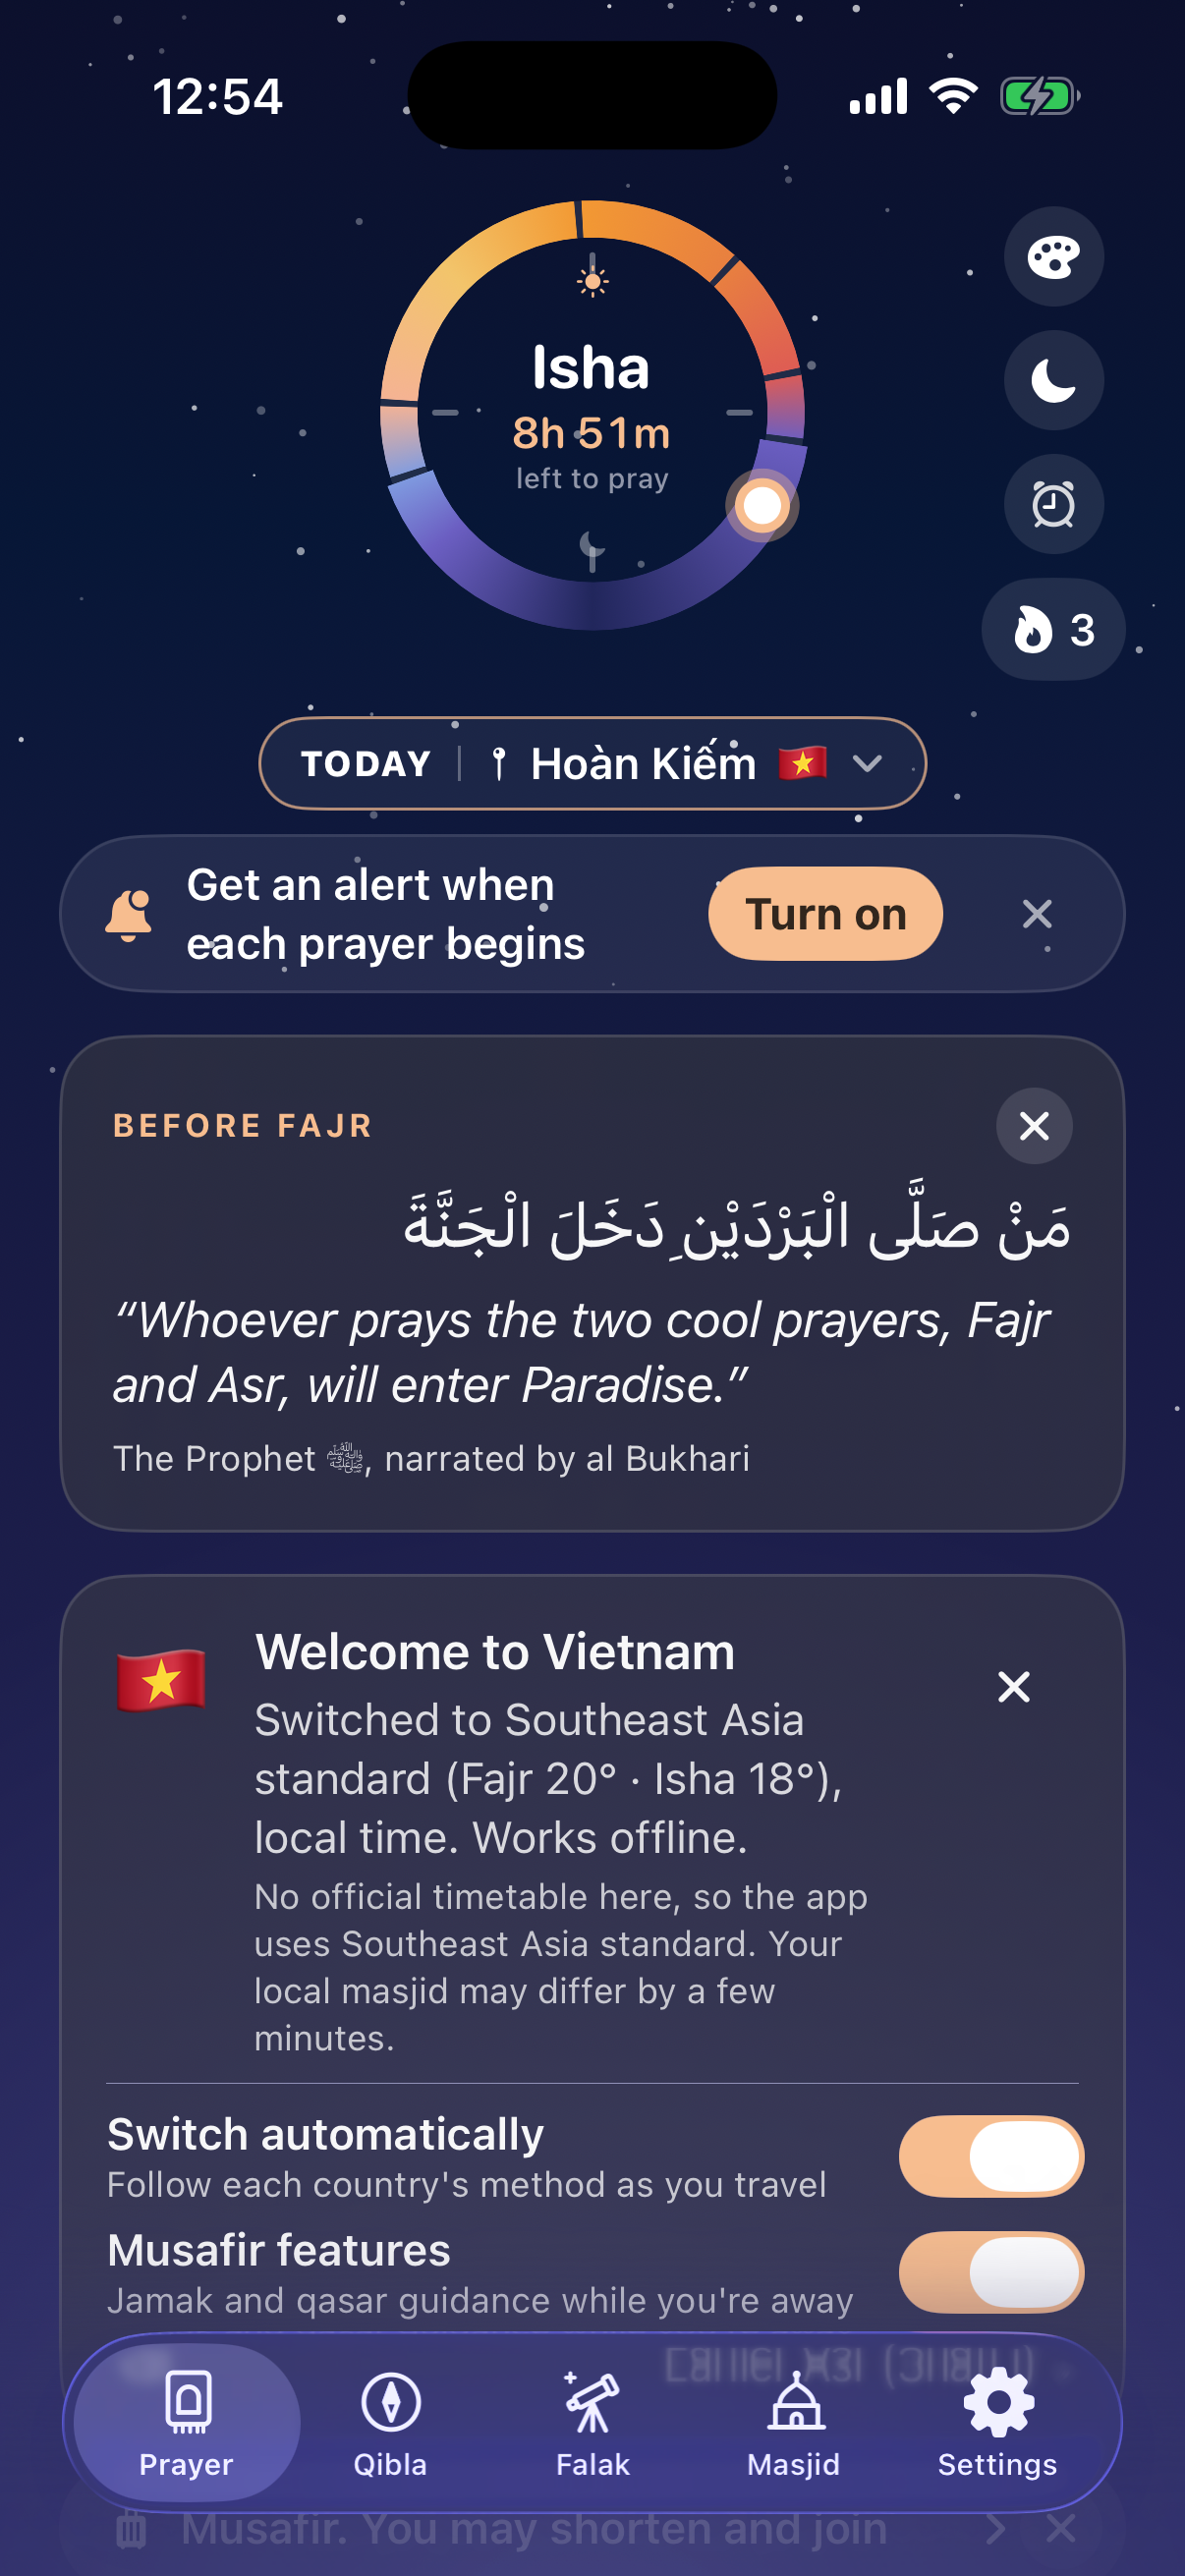 12:54
Isha
8h 51m
left to pray
3
TODAY | Hoàn Kiếm
Get an alert when
each prayer begins
Turn on
BEFORE FAJR
مَنْ صَلَّى الْبَرْدَيْنِ دَخَلَ الْجَنَّةَ
“Whoever prays the two cool prayers, Fajr
and Asr, will enter Paradise.”
The Prophet ﷺ, narrated by al Bukhari
Welcome to Vietnam
Switched to Southeast Asia
standard (Fajr 20° · Isha 18°),
local time. Works offline.
No official timetable here, so the app
uses Southeast Asia standard. Your
local masjid may differ by a few
minutes.
Switch automatically
Follow each country's method as you travel
Musafir features
Jamak and qasar guidance while you're away
Prayer
Qibla
Falak
Masjid
Settings
Musafir. You may shorten and join